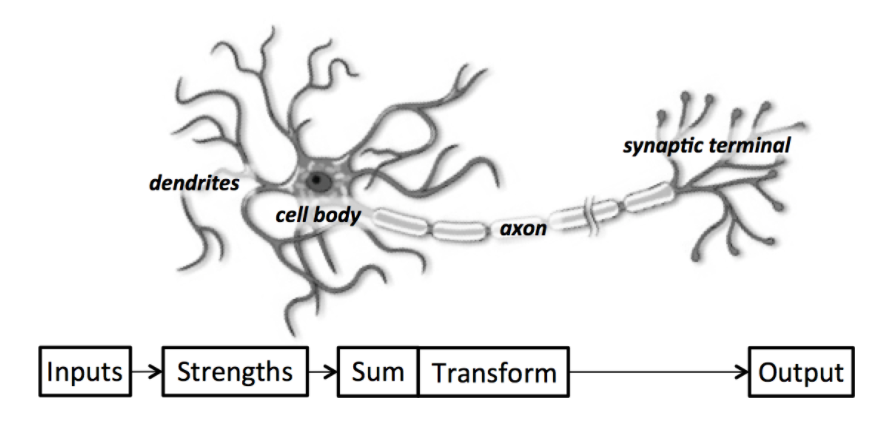 synaptic terminal
dendrites
cell body
axon
Inputs
Strengths
Sum
Transform
Output